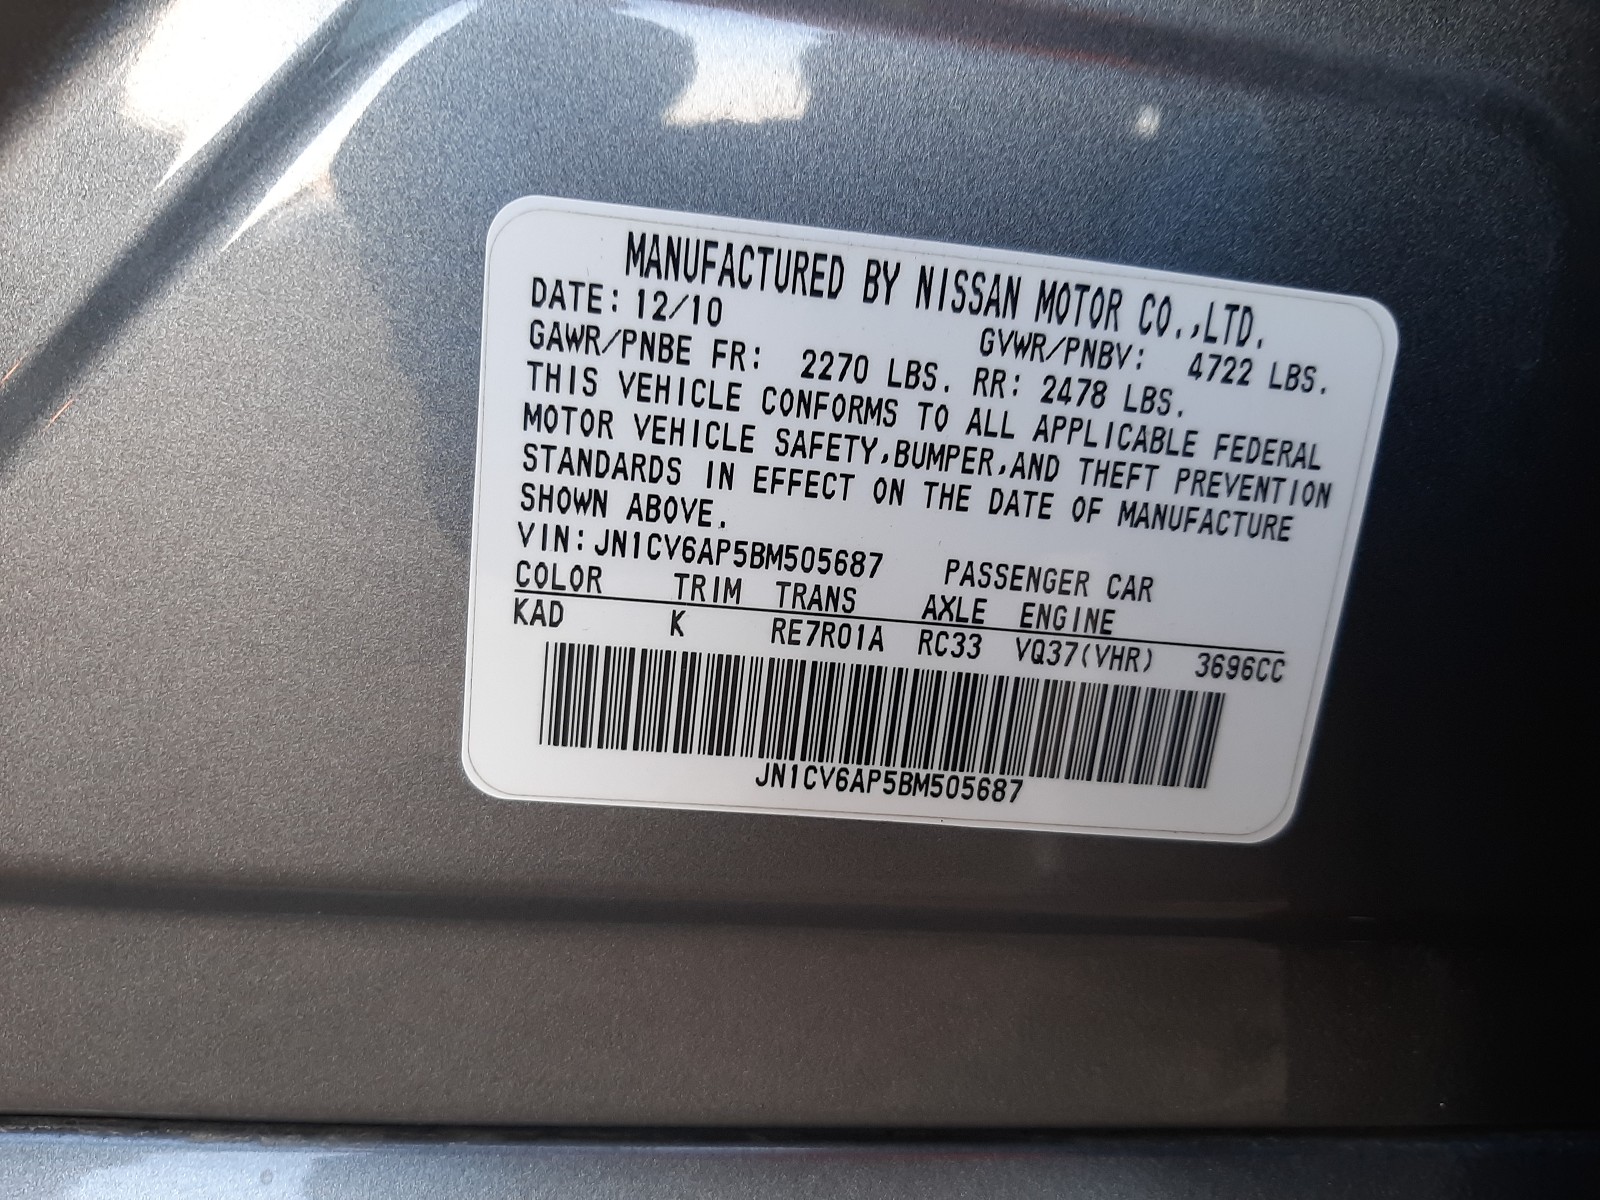 MANUFACTURED BY NISSAN MOTOR CO.,LTD.
DATE: 12/10 GVWR/PNBV: 4722 LBS.
GAWR/PNBE FR: 2270 LBS. RR: 2478 LBS.
THIS VEHICLE CONFORMS TO ALL APPLICABLE FEDERAL
MOTOR VEHICLE SAFETY,BUMPER,AND THEFT PREVENTION
STANDARDS IN EFFECT ON THE DATE OF MANUFACTURE
SHOWN ABOVE.
VIN: JN1CV6AP5BM505687 PASSENGER CAR
COLOR TRIM TRANS AXLE ENGINE
KAD K RE7R01A RC33 VQ37(VHR) 3696CC
JN1CV6AP5BM505687